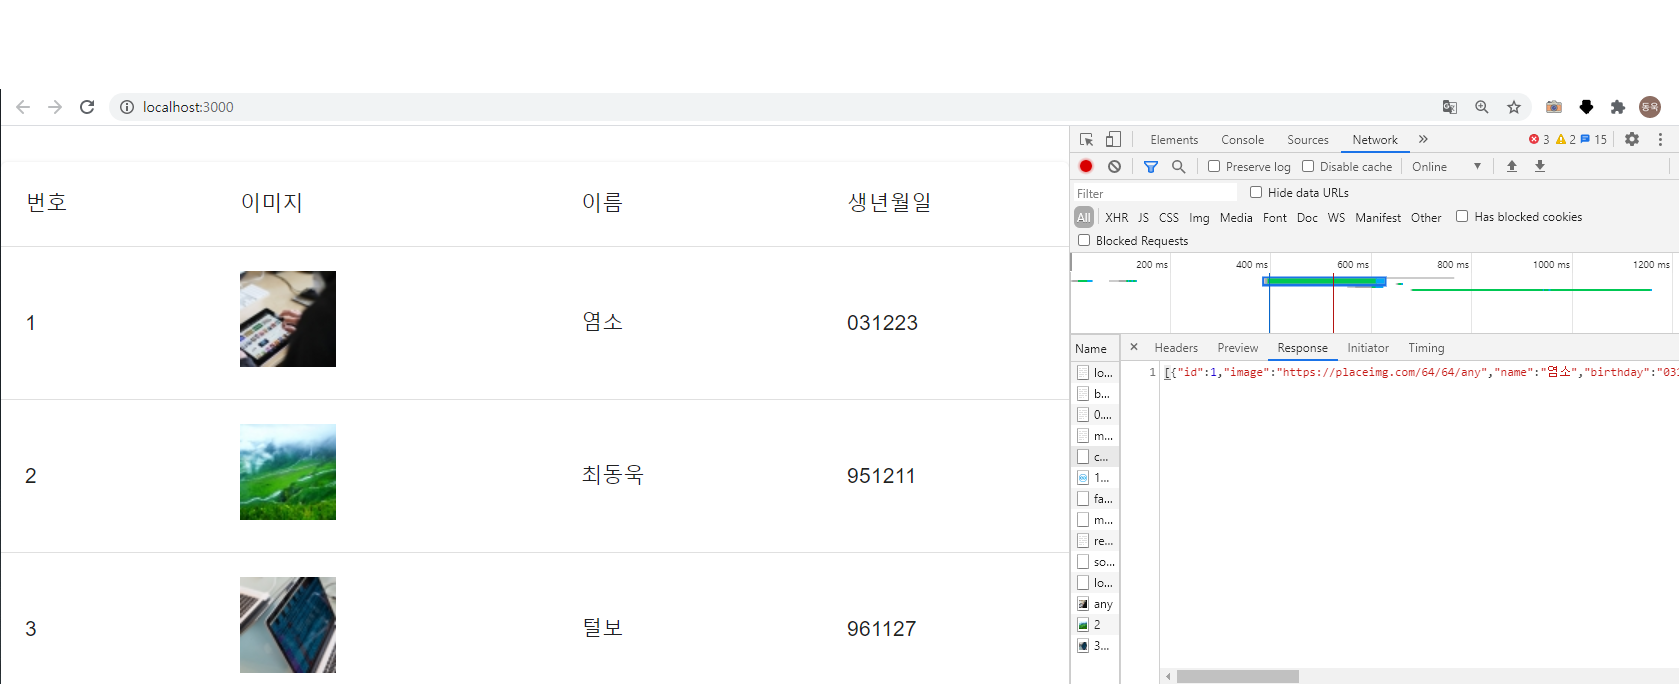 localhost:3000
동욱
번호 이미지 이름 생년월일
1 염소 031223
2 최동욱 951211
3 털보 961127
Elements Console Sources Network » 3 2 15
Preserve log Disable cache Online ▼
Filter Hide data URLs
All XHR JS CSS Img Media Font Doc WS Manifest Other Has blocked cookies
Blocked Requests
200 ms 400 ms 600 ms 800 ms 1000 ms 1200 ms
Name × Headers Preview Response Initiator Timing
1 [{"id":1,"image":"https://placeimg.com/64/64/any","name":"염소","birthday":"031
lo...
b...
0....
m...
c...
1...
fa...
m...
re...
so...
lo...
any
2
3...